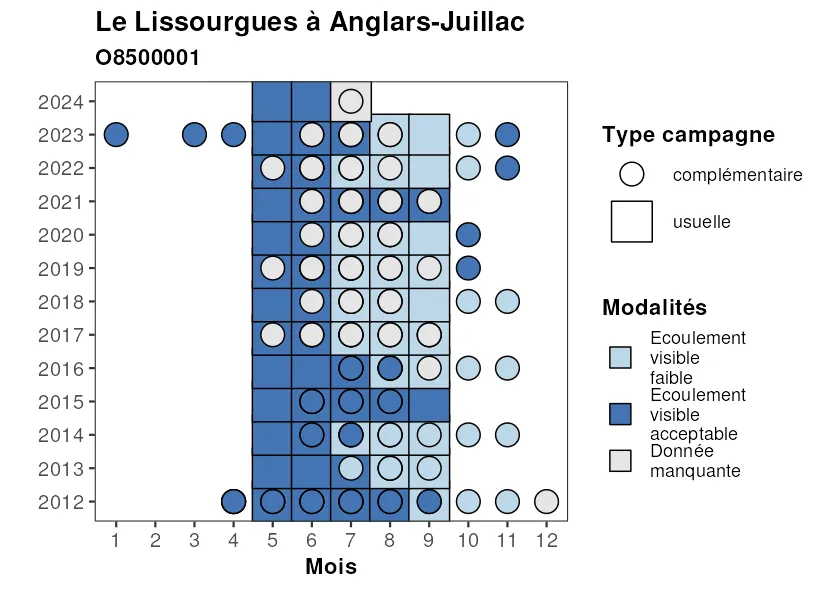 Le Lissourgues à Anglars-Juillac
O8500001
2024
2023
2022
2021
2020
2019
2018
2017
2016
2015
2014
2013
2012
1 2 3 4 5 6 7 8 9 10 11 12
Mois
Type campagne
complémentaire
usuelle
Modalités
Ecoulement
visible
faible
Ecoulement
visible
acceptable
Donnée
manquante